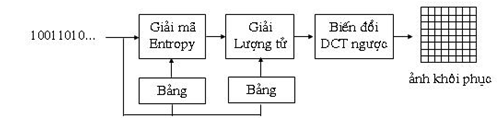 10011010...
Giải mã
Entropy
Giải
Lượng tử
Biến đổi
DCT ngược
Bảng
Bảng
ảnh khôi phục